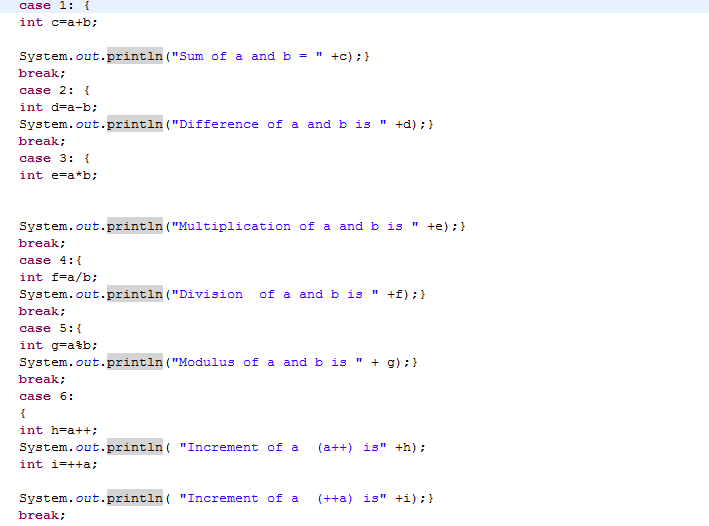 case 1: {
int c=a+b;
System.out.println("Sum of a and b = " +c);}
break;
case 2: {
int d=a-b;
System.out.println("Difference of a and b is " +d);}
break;
case 3: {
int e=a*b;
System.out.println("Multiplication of a and b is " +e);}
break;
case 4:{
int f=a/b;
System.out.println("Division  of a and b is " +f);}
break;
case 5:{
int g=a%b;
System.out.println("Modulus of a and b is " + g);}
break;
case 6:
{
int h=a++;
System.out.println( "Increment of a  (a++) is" +h);
int i=++a;
System.out.println( "Increment of a  (++a) is" +i);}
break;